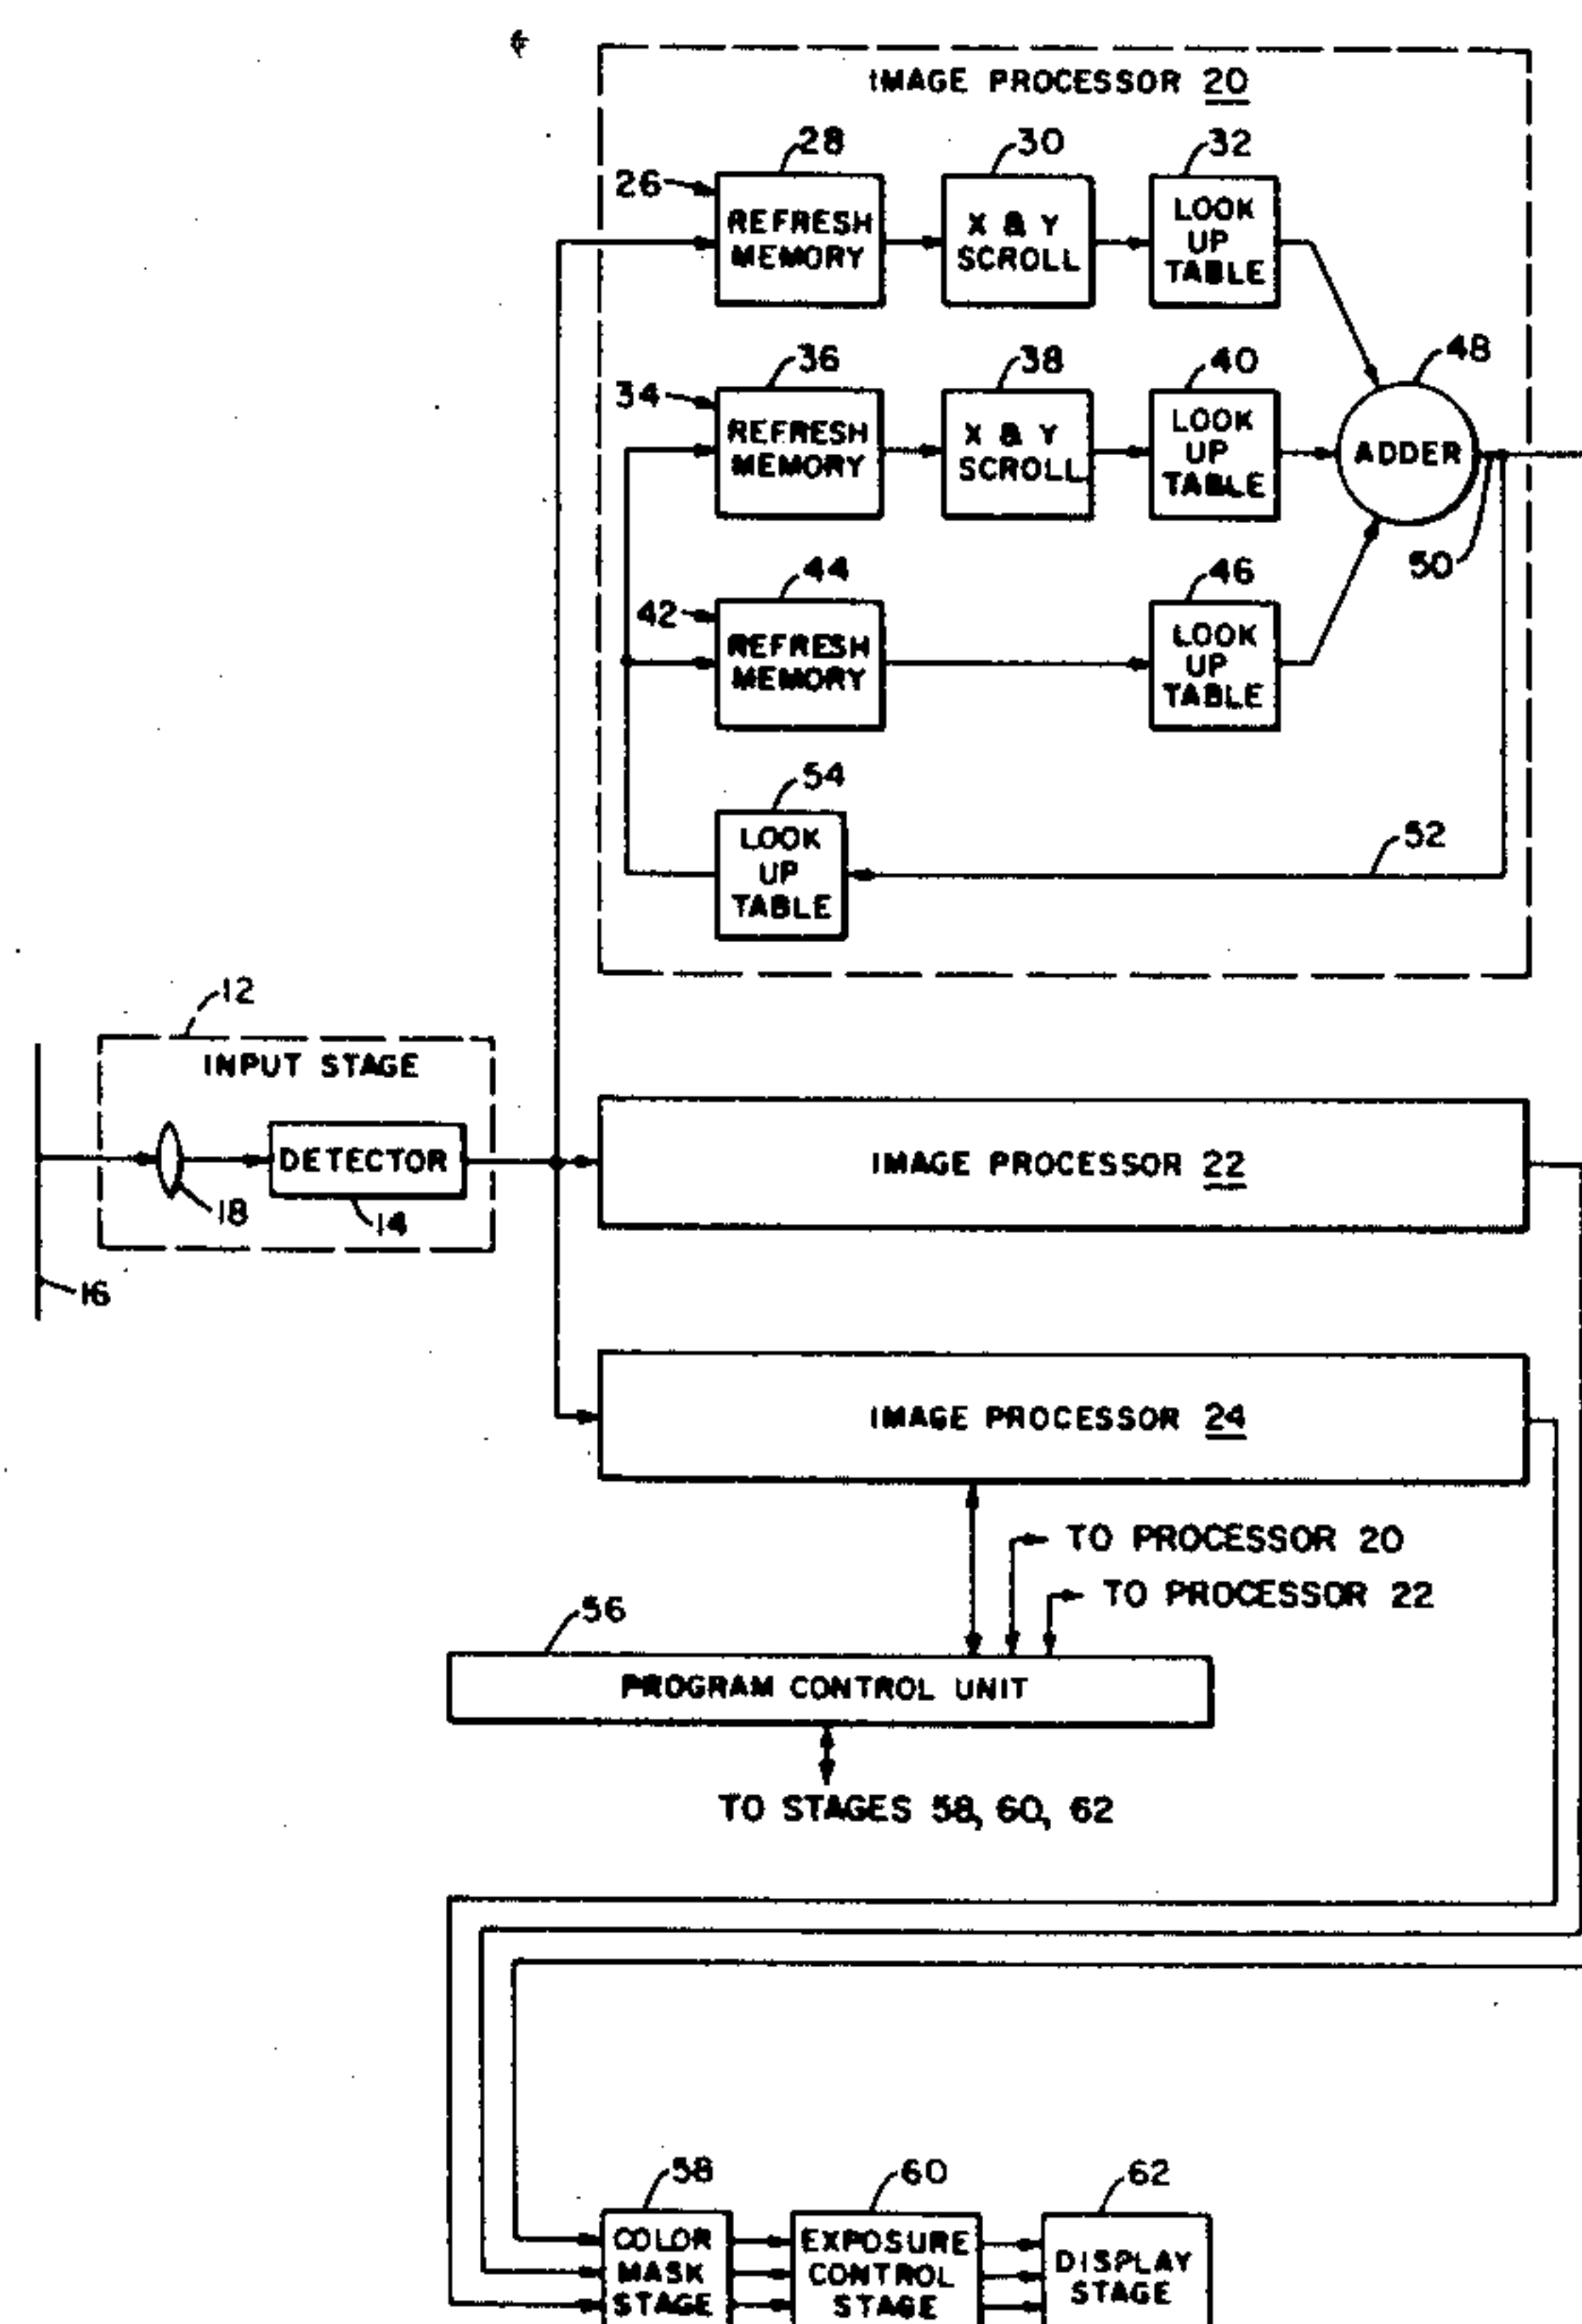 IMAGE PROCESSOR 20
28
30
32
26
REFRESH
MEMORY
X & Y
SCROLL
LOOK
UP
TABLE
36
38
40
48
34
REFRESH
MEMORY
X & Y
SCROLL
LOOK
UP
TABLE
ADDER
50
44
46
42
REFRESH
MEMORY
LOOK
UP
TABLE
54
52
LOOK
UP
TABLE
12
INPUT STAGE
DETECTOR
18
14
16
IMAGE PROCESSOR 22
IMAGE PROCESSOR 24
TO PROCESSOR 20
TO PROCESSOR 22
56
PROGRAM CONTROL UNIT
TO STAGES 58, 60, 62
58
60
62
COLOR
MASK
STAGE
EXPOSURE
CONTROL
STAGE
DISPLAY
STAGE